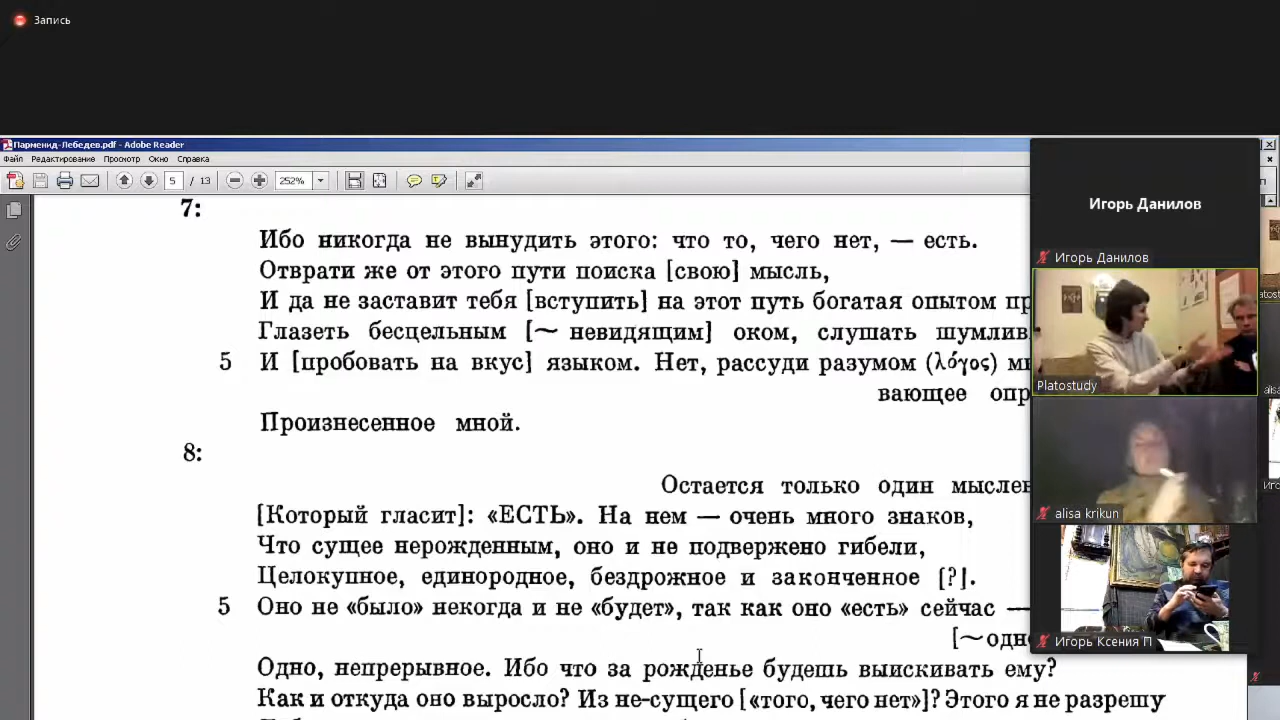 Запись
Парменид-Лебедев.pdf - Adobe Reader
Файл Редактирование Просмотр Окно Справка
5 / 13 252%
7:
Ибо никогда не вынудить этого: что то, чего нет, — есть.
Отврати же от этого пути поиска [свою] мысль,
И да не заставит тебя [вступить] на этот путь богатая опытом
Глазеть бесцельным [~ невидящим] оком, слушать
5 И [пробовать на вкус] языком. Нет, рассуди разумом (λόγος)
вающее
Произнесенное мной.
8:
Остается только один
[Который гласит]: «ЕСТЬ». На нем — очень много знаков,
Что сущее нерожденным, оно и не подвержено гибели,
Целокупное, единородное, бездрожное и законченное [?].
5 Оно не «было» некогда и не «будет», так как оно «есть» сейчас —
[~
Одно, непрерывное. Ибо что за рожденье будешь выискивать ему?
Как и откуда оно выросло? Из не-сущего [«того, чего нет»]? Этого я не разрешу
Игорь Данилов
Игорь Данилов
Platostudy
alisa krikun
Игорь Ксения П